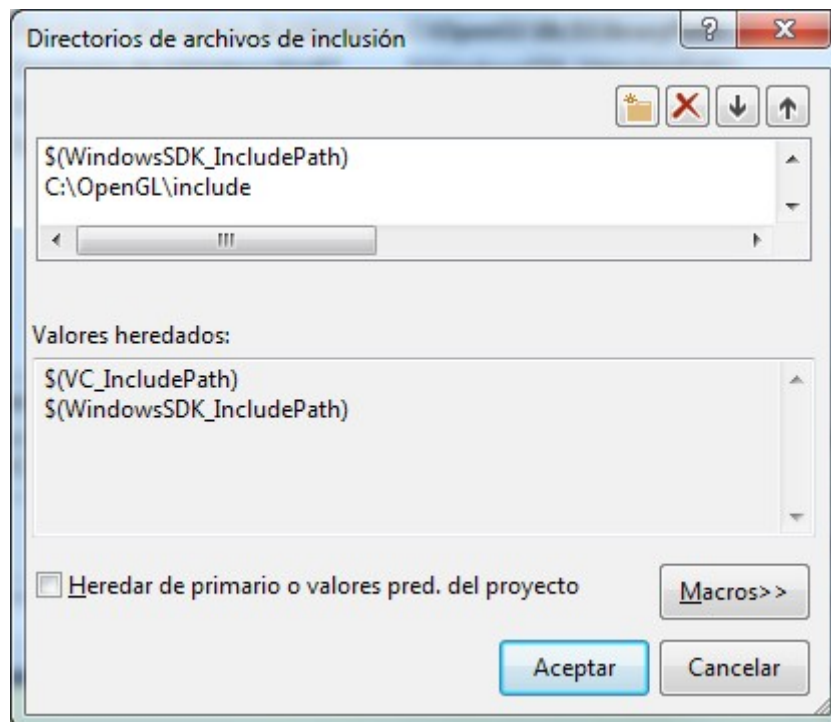 Directorios de archivos de inclusión
$(WindowsSDK_IncludePath)
C:\OpenGL\include
Valores heredados:
$(VC_IncludePath)
$(WindowsSDK_IncludePath)
Heredar de primario o valores pred. del proyecto
Macros>>
Aceptar
Cancelar